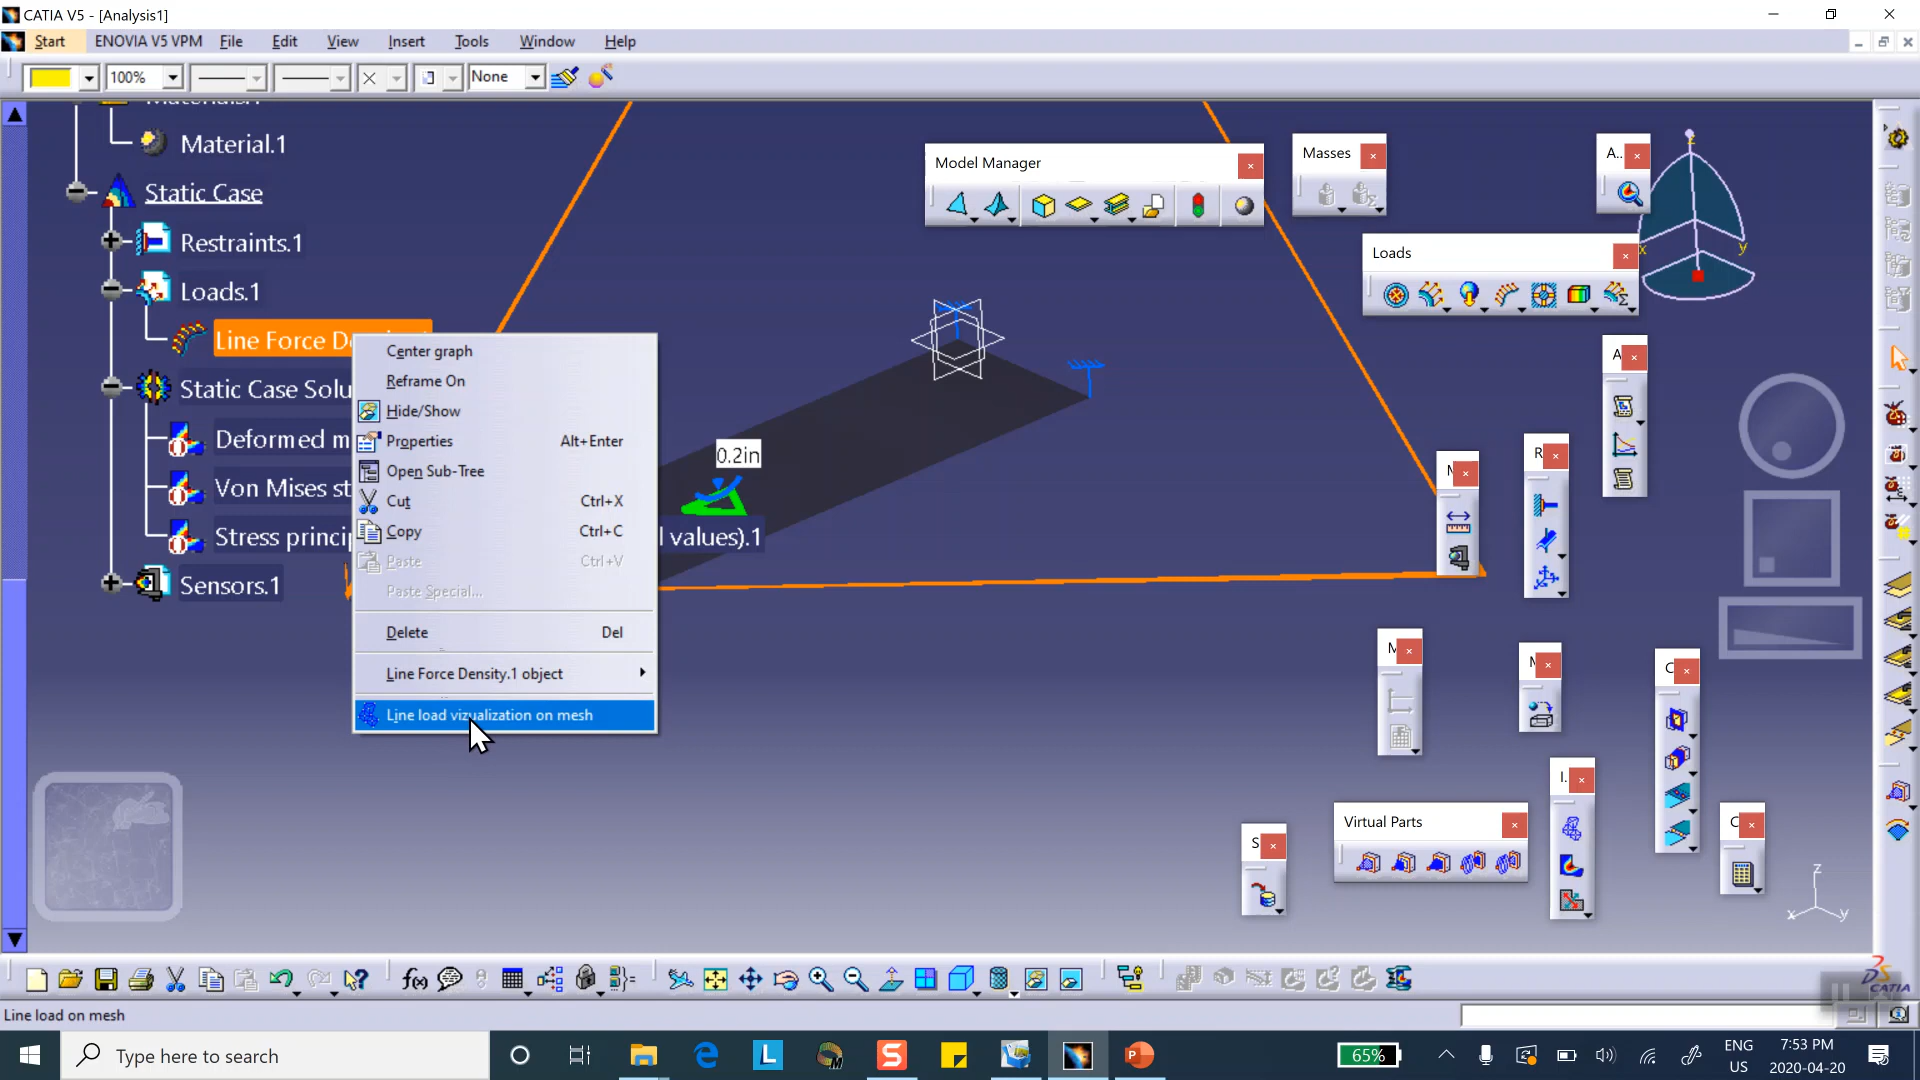 CATIA V5 - [Analysis1]
Start ENOVIA V5 VPM File Edit View Insert Tools Window Help
100% None
Material.1
Static Case
Restraints.1
Loads.1
Line Force De
Static Case Solu
Deformed m
Von Mises st
Stress princip
l values).1
Sensors.1
Center graph
Reframe On
Hide/Show
Properties Alt+Enter
Open Sub-Tree
Cut Ctrl+X
Copy Ctrl+C
Paste Ctrl+V
Paste Special...
Delete Del
Line Force Density.1 object
Line load vizualization on mesh
0.2in
Model Manager
Masses
A..
Loads
A
R
C
Virtual Parts
I.
S
C
x y z
z
x y
CATIA
Line load on mesh
Type here to search
65%
ENG
US
7:53 PM
2020-04-20